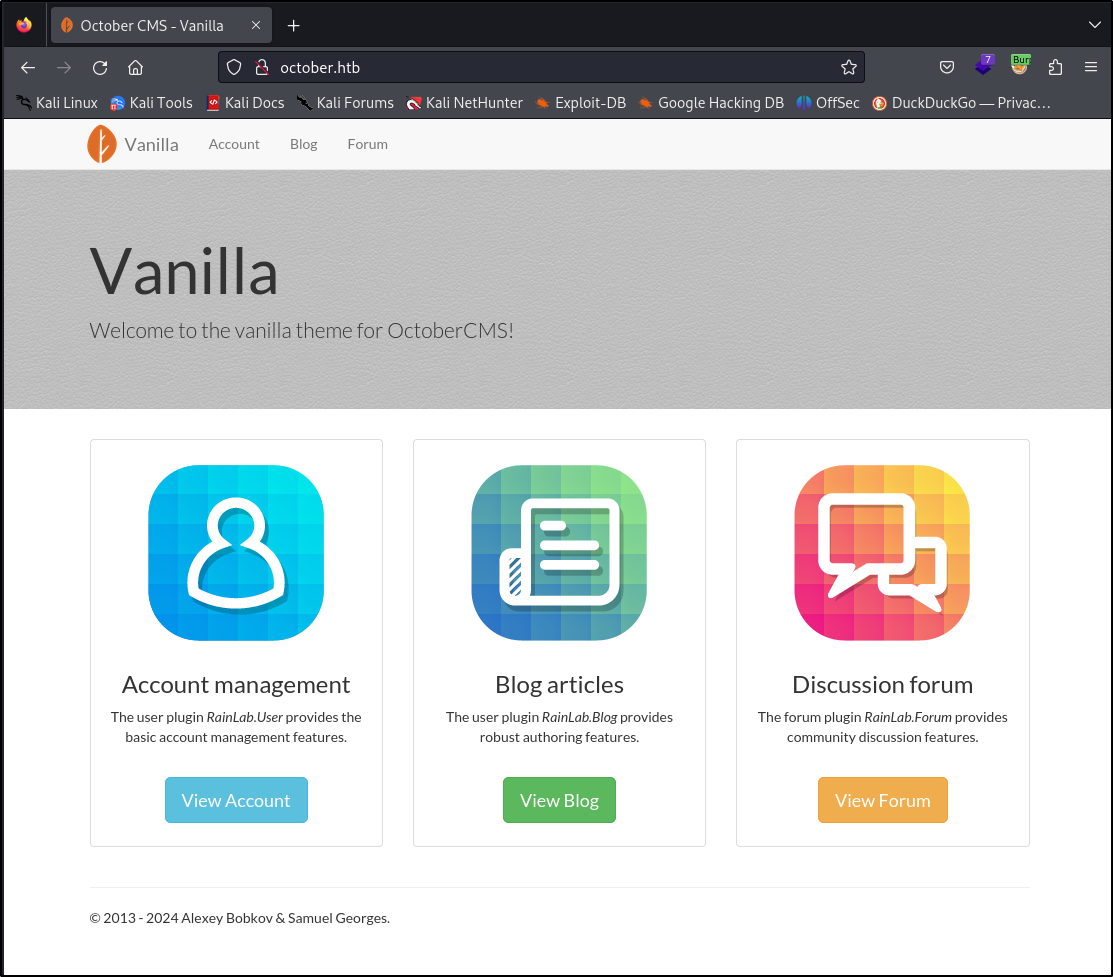 October CMS - Vanilla
october.htb
7
Kali Linux Kali Tools Kali Docs Kali Forums Kali NetHunter Exploit-DB Google Hacking DB OffSec DuckDuckGo — Privac…
Vanilla Account Blog Forum
Vanilla
Welcome to the vanilla theme for OctoberCMS!
Account management
The user plugin RainLab.User provides the
basic account management features.
View Account
Blog articles
The user plugin RainLab.Blog provides
robust authoring features.
View Blog
Discussion forum
The forum plugin RainLab.Forum provides
community discussion features.
View Forum
© 2013 - 2024 Alexey Bobkov & Samuel Georges.